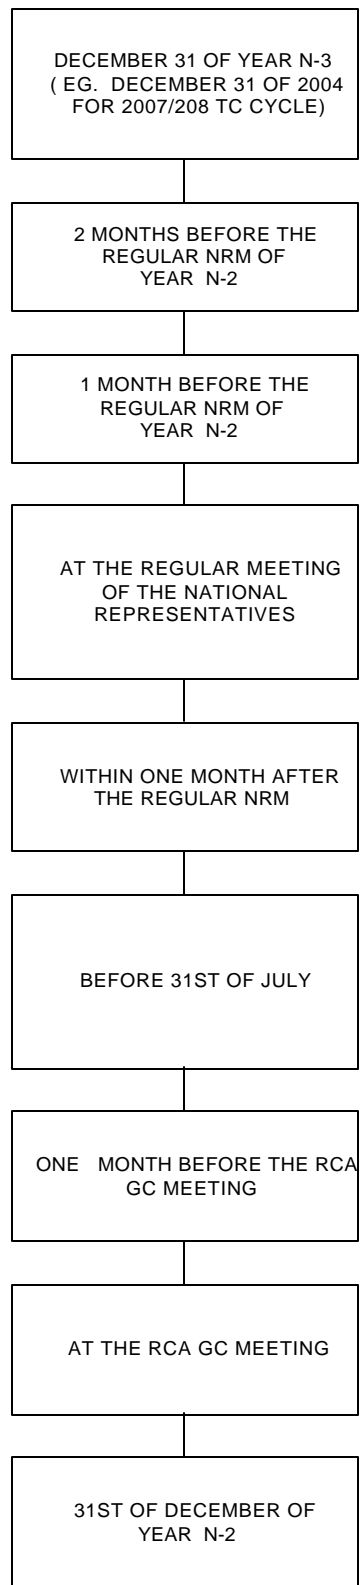 DECEMBER 31 OF YEAR N-3
( EG. DECEMBER 31 OF 2004
FOR 2007/208 TC CYCLE)
2 MONTHS BEFORE THE
REGULAR NRM OF
YEAR N-2
1 MONTH BEFORE THE
REGULAR NRM OF
YEAR N-2
AT THE REGULAR MEETING
OF THE NATIONAL
REPRESENTATIVES
WITHIN ONE MONTH AFTER
THE REGULAR NRM
BEFORE 31ST OF JULY
ONE MONTH BEFORE THE RCA
GC MEETING
AT THE RCA GC MEETING
31ST OF DECEMBER OF
YEAR N-2